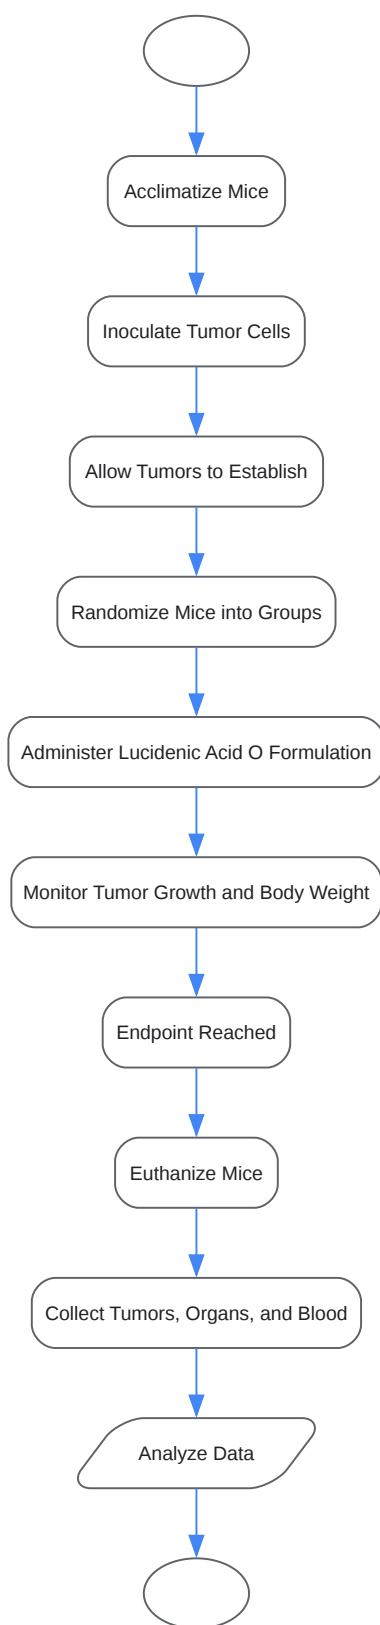 Acclimatize Mice
Inoculate Tumor Cells
Allow Tumors to Establish
Randomize Mice into Groups
Administer Lucidenic Acid O Formulation
Monitor Tumor Growth and Body Weight
Endpoint Reached
Euthanize Mice
Collect Tumors, Organs, and Blood
Analyze Data